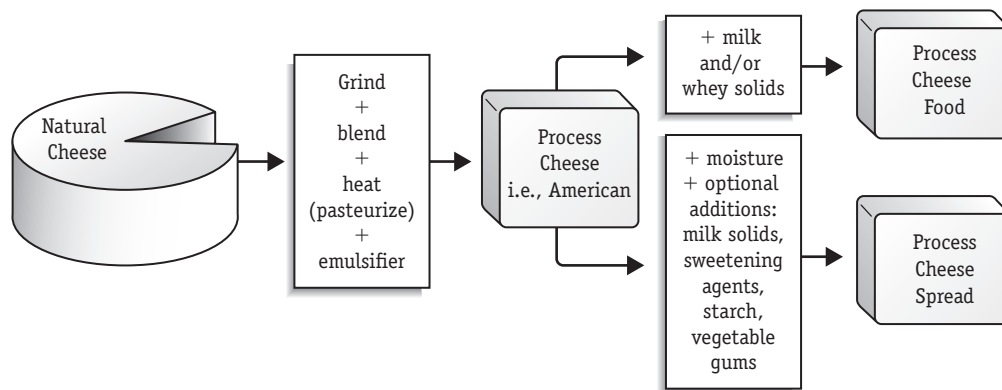 Natural
Cheese
Grind
+
blend
+
heat
(pasteurize)
+
emulsifier
Process
Cheese
i.e., American
+ milk
and/or
whey solids
Process
Cheese
Food
+ moisture
+ optional
additions:
milk solids,
sweetening
agents,
starch,
vegetable
gums
Process
Cheese
Spread